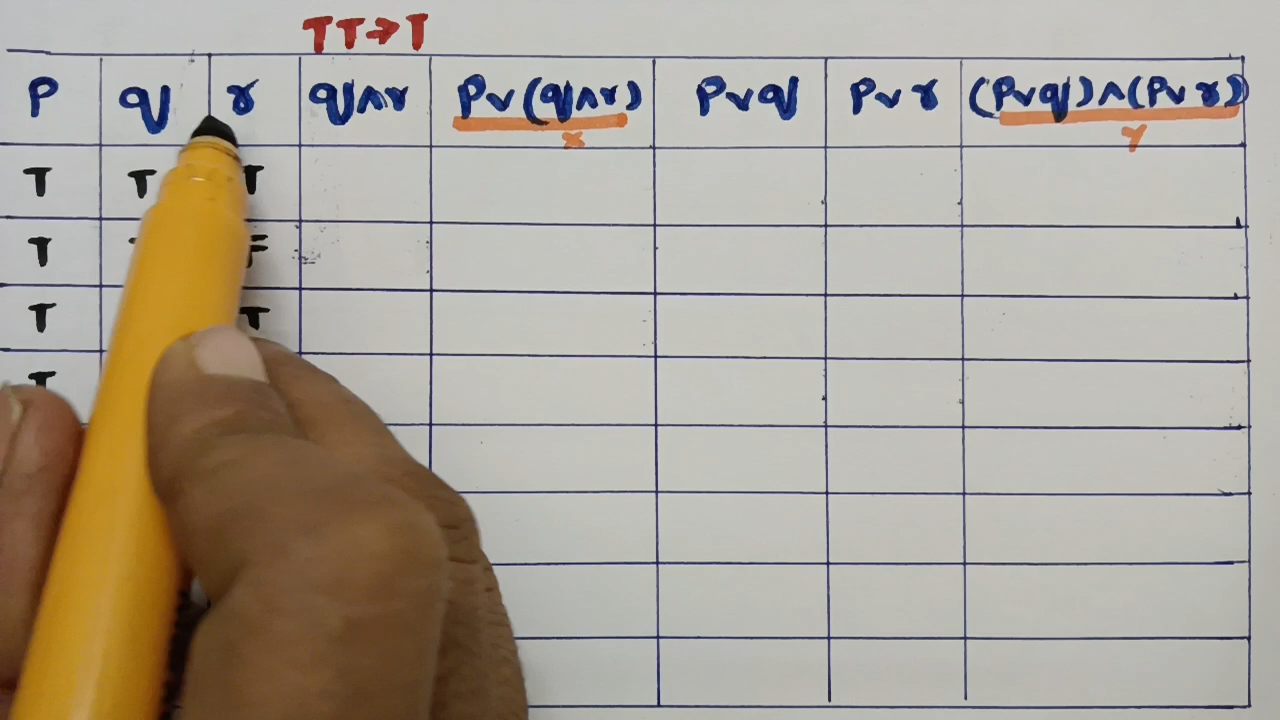 TT→T
P q r q∧r P∨(q∧r) P∨q P∨r (P∨q)∧(P∨r)
x y
T T T
T F
T T
T